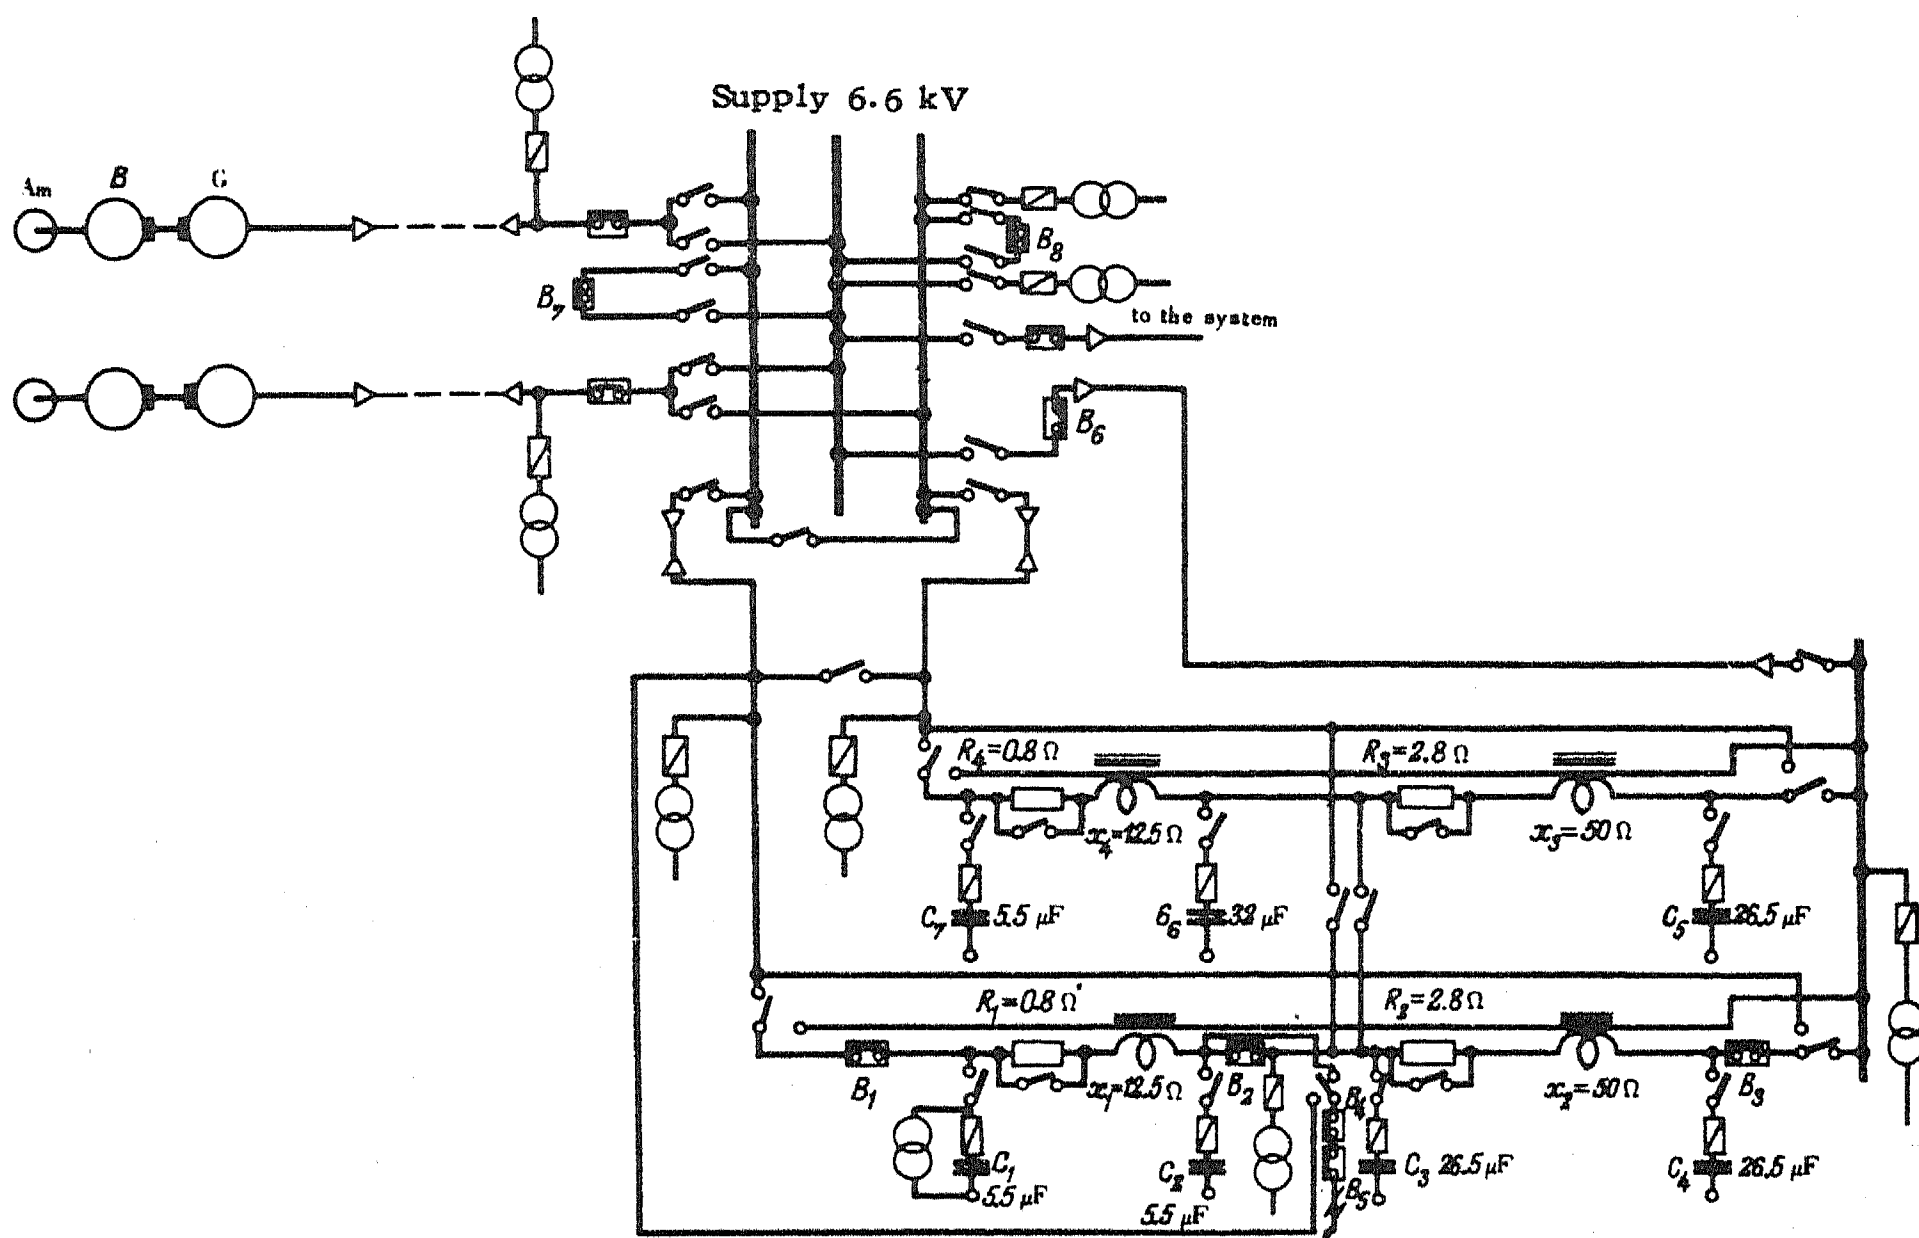 Supply 6.6 kV
Am B G
B8
B7
to the system
B6
R4=0.8 Ω
R3=2.8 Ω
x4=12.5 Ω
x3=50 Ω
C7 5.5 µF
66 32 µF
C5 26.5 µF
R1=0.8 Ω
R2=2.8 Ω
B1
x1=12.5 Ω
B2
B4
x2=50 Ω
B3
C1
5.5 µF
C2
5.5 µF
B5
C3 26.5 µF
C4 26.5 µF